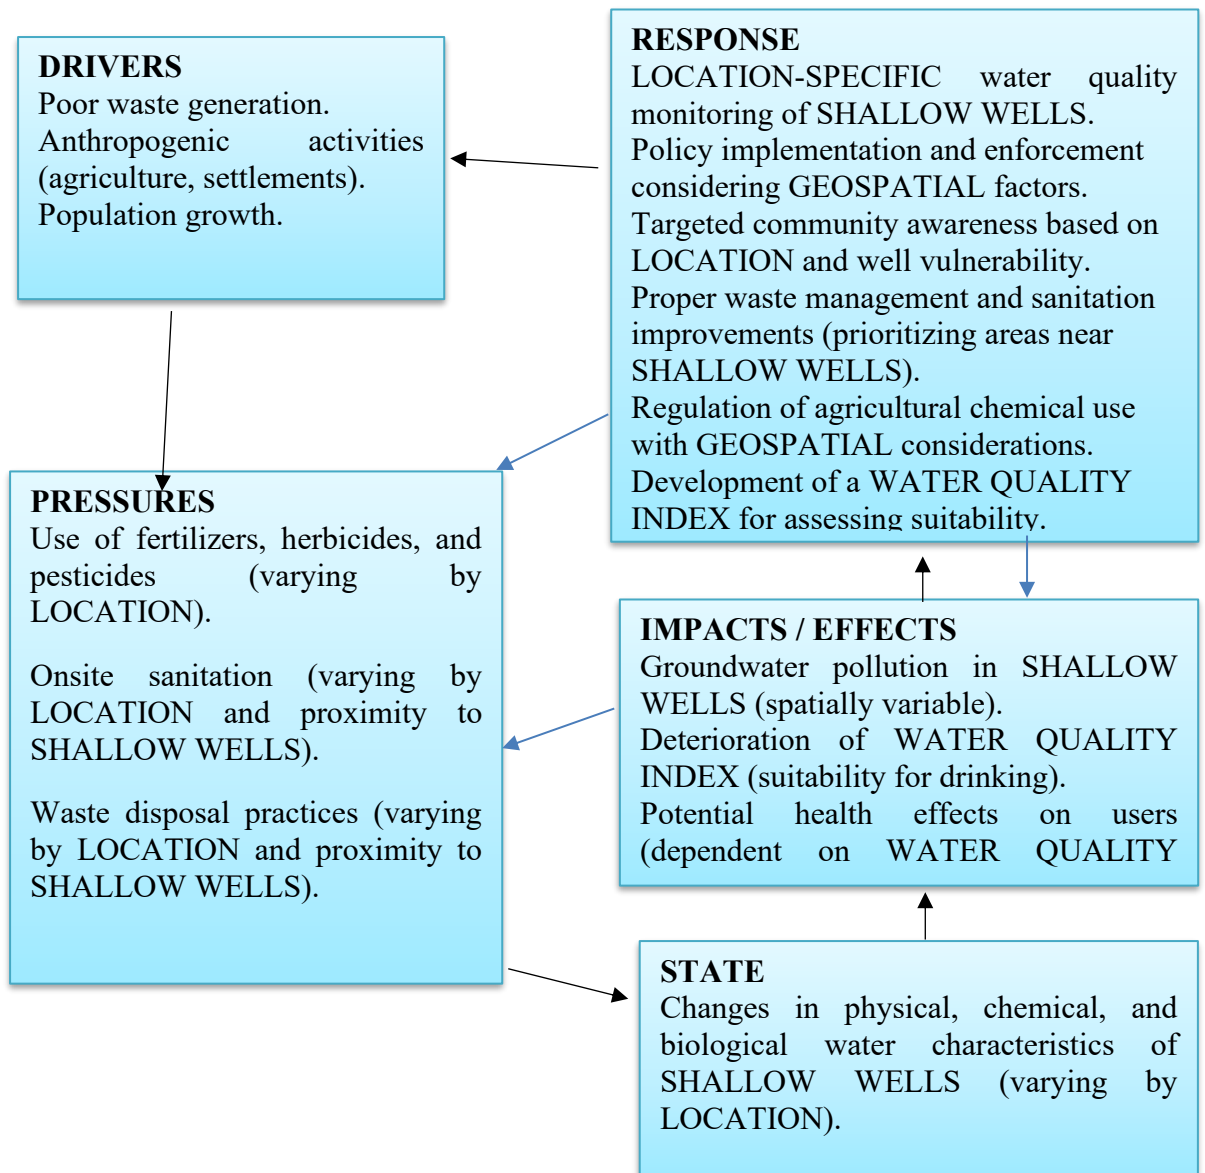 DRIVERS
Poor waste generation.
Anthropogenic activities
(agriculture, settlements).
Population growth.
RESPONSE
LOCATION-SPECIFIC water quality
monitoring of SHALLOW WELLS.
Policy implementation and enforcement
considering GEOSPATIAL factors.
Targeted community awareness based on
LOCATION and well vulnerability.
Proper waste management and sanitation
improvements (prioritizing areas near
SHALLOW WELLS).
Regulation of agricultural chemical use
with GEOSPATIAL considerations.
Development of a WATER QUALITY
INDEX for assessing suitability.
PRESSURES
Use of fertilizers, herbicides, and
pesticides (varying by
LOCATION).
Onsite sanitation (varying by
LOCATION and proximity to
SHALLOW WELLS).
Waste disposal practices (varying
by LOCATION and proximity to
SHALLOW WELLS).
IMPACTS / EFFECTS
Groundwater pollution in SHALLOW
WELLS (spatially variable).
Deterioration of WATER QUALITY
INDEX (suitability for drinking).
Potential health effects on users
(dependent on WATER QUALITY
STATE
Changes in physical, chemical, and
biological water characteristics of
SHALLOW WELLS (varying by
LOCATION).